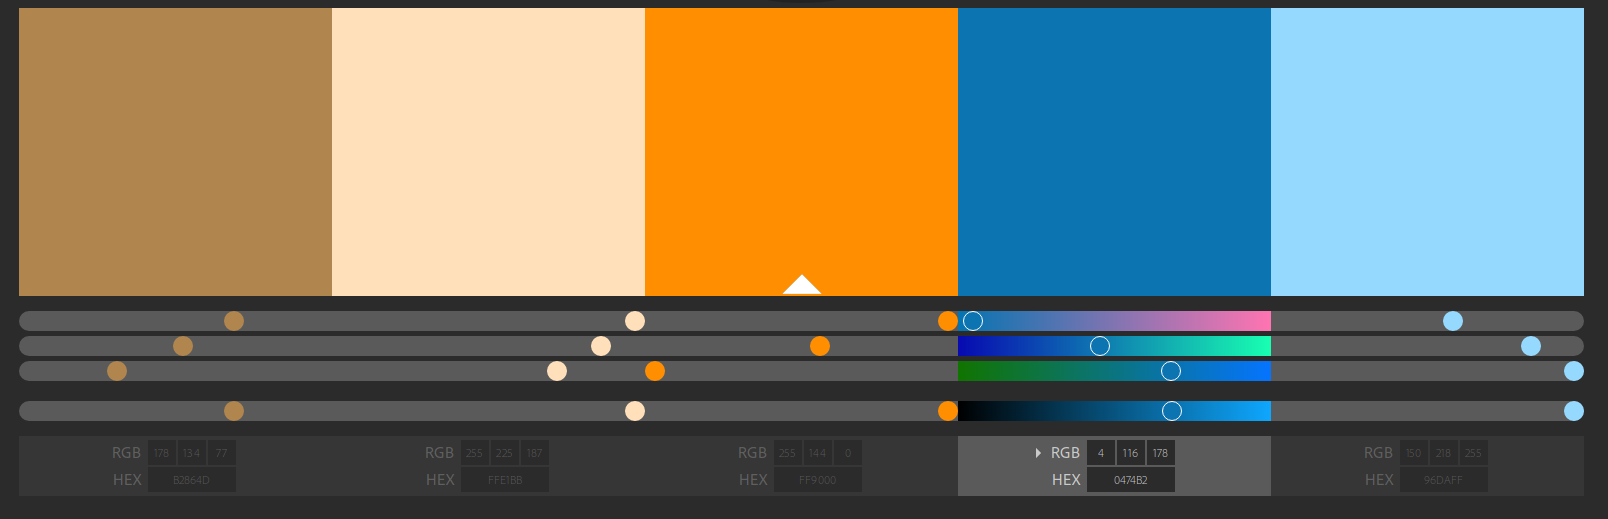 RGB 178 134 77
HEX B2864D
RGB 255 225 187
HEX FFE1BB
RGB 255 144 0
HEX FF9000
RGB 4 116 178
HEX 0474B2
RGB 150 218 255
HEX 96DAFF